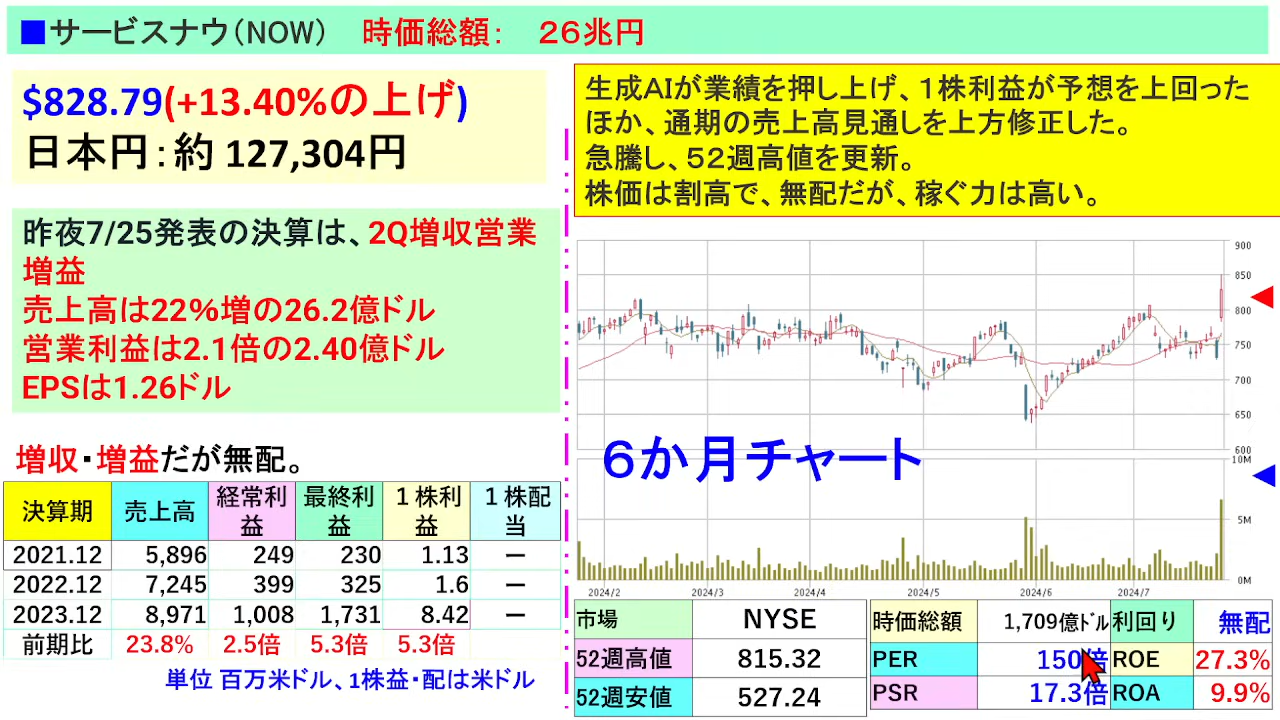 ■サービスナウ（NOW） 時価総額： ２６兆円
$828.79(+13.40%の上げ)
日本円：約 127,304円
生成ＡＩが業績を押し上げ、１株利益が予想を上回った
ほか、通期の売上高見通しを上方修正した。
急騰し、５２週高値を更新。
株価は割高で、無配だが、稼ぐ力は高い。
昨夜7/25発表の決算は、2Q増収営業
増益
売上高は22％増の26.2億ドル
営業利益は2.1倍の2.40億ドル
EPSは1.26ドル
増収・増益だが無配。
決算期 売上高 経常利益 最終利益 １株利益 １株配当
2021.12 5,896 249 230 1.13 ー
2022.12 7,245 399 325 1.6 ー
2023.12 8,971 1,008 1,731 8.42 ー
前期比 23.8% 2.5倍 5.3倍 5.3倍
単位 百万米ドル、1株益・配は米ドル
900
850
800
750
700
650
600
６か月チャート
10M
5M
0M
2024/2 2024/3 2024/4 2024/5 2024/6 2024/7
市場 NYSE
52週高値 815.32
52週安値 527.24
時価総額 1,709億ドル 利回り 無配
PER 150倍 ROE 27.3%
PSR 17.3倍 ROA 9.9%